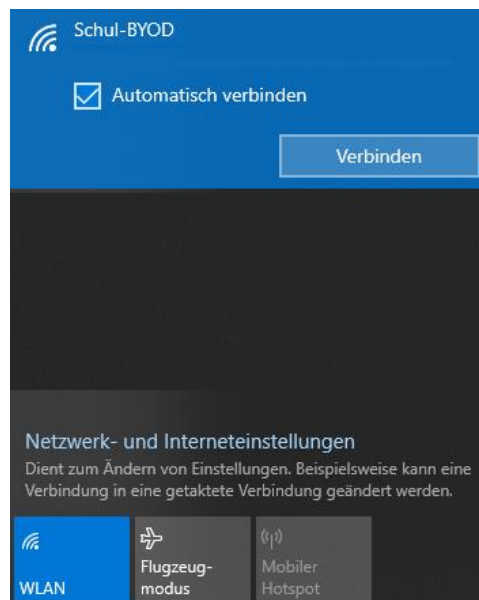 Schul-BYOD
Automatisch verbinden
Verbinden
Netzwerk- und Interneteinstellungen
Dient zum Ändern von Einstellungen. Beispielsweise kann eine
Verbindung in eine getaktete Verbindung geändert werden.
WLAN
Flugzeug-
modus
Mobiler
Hotspot